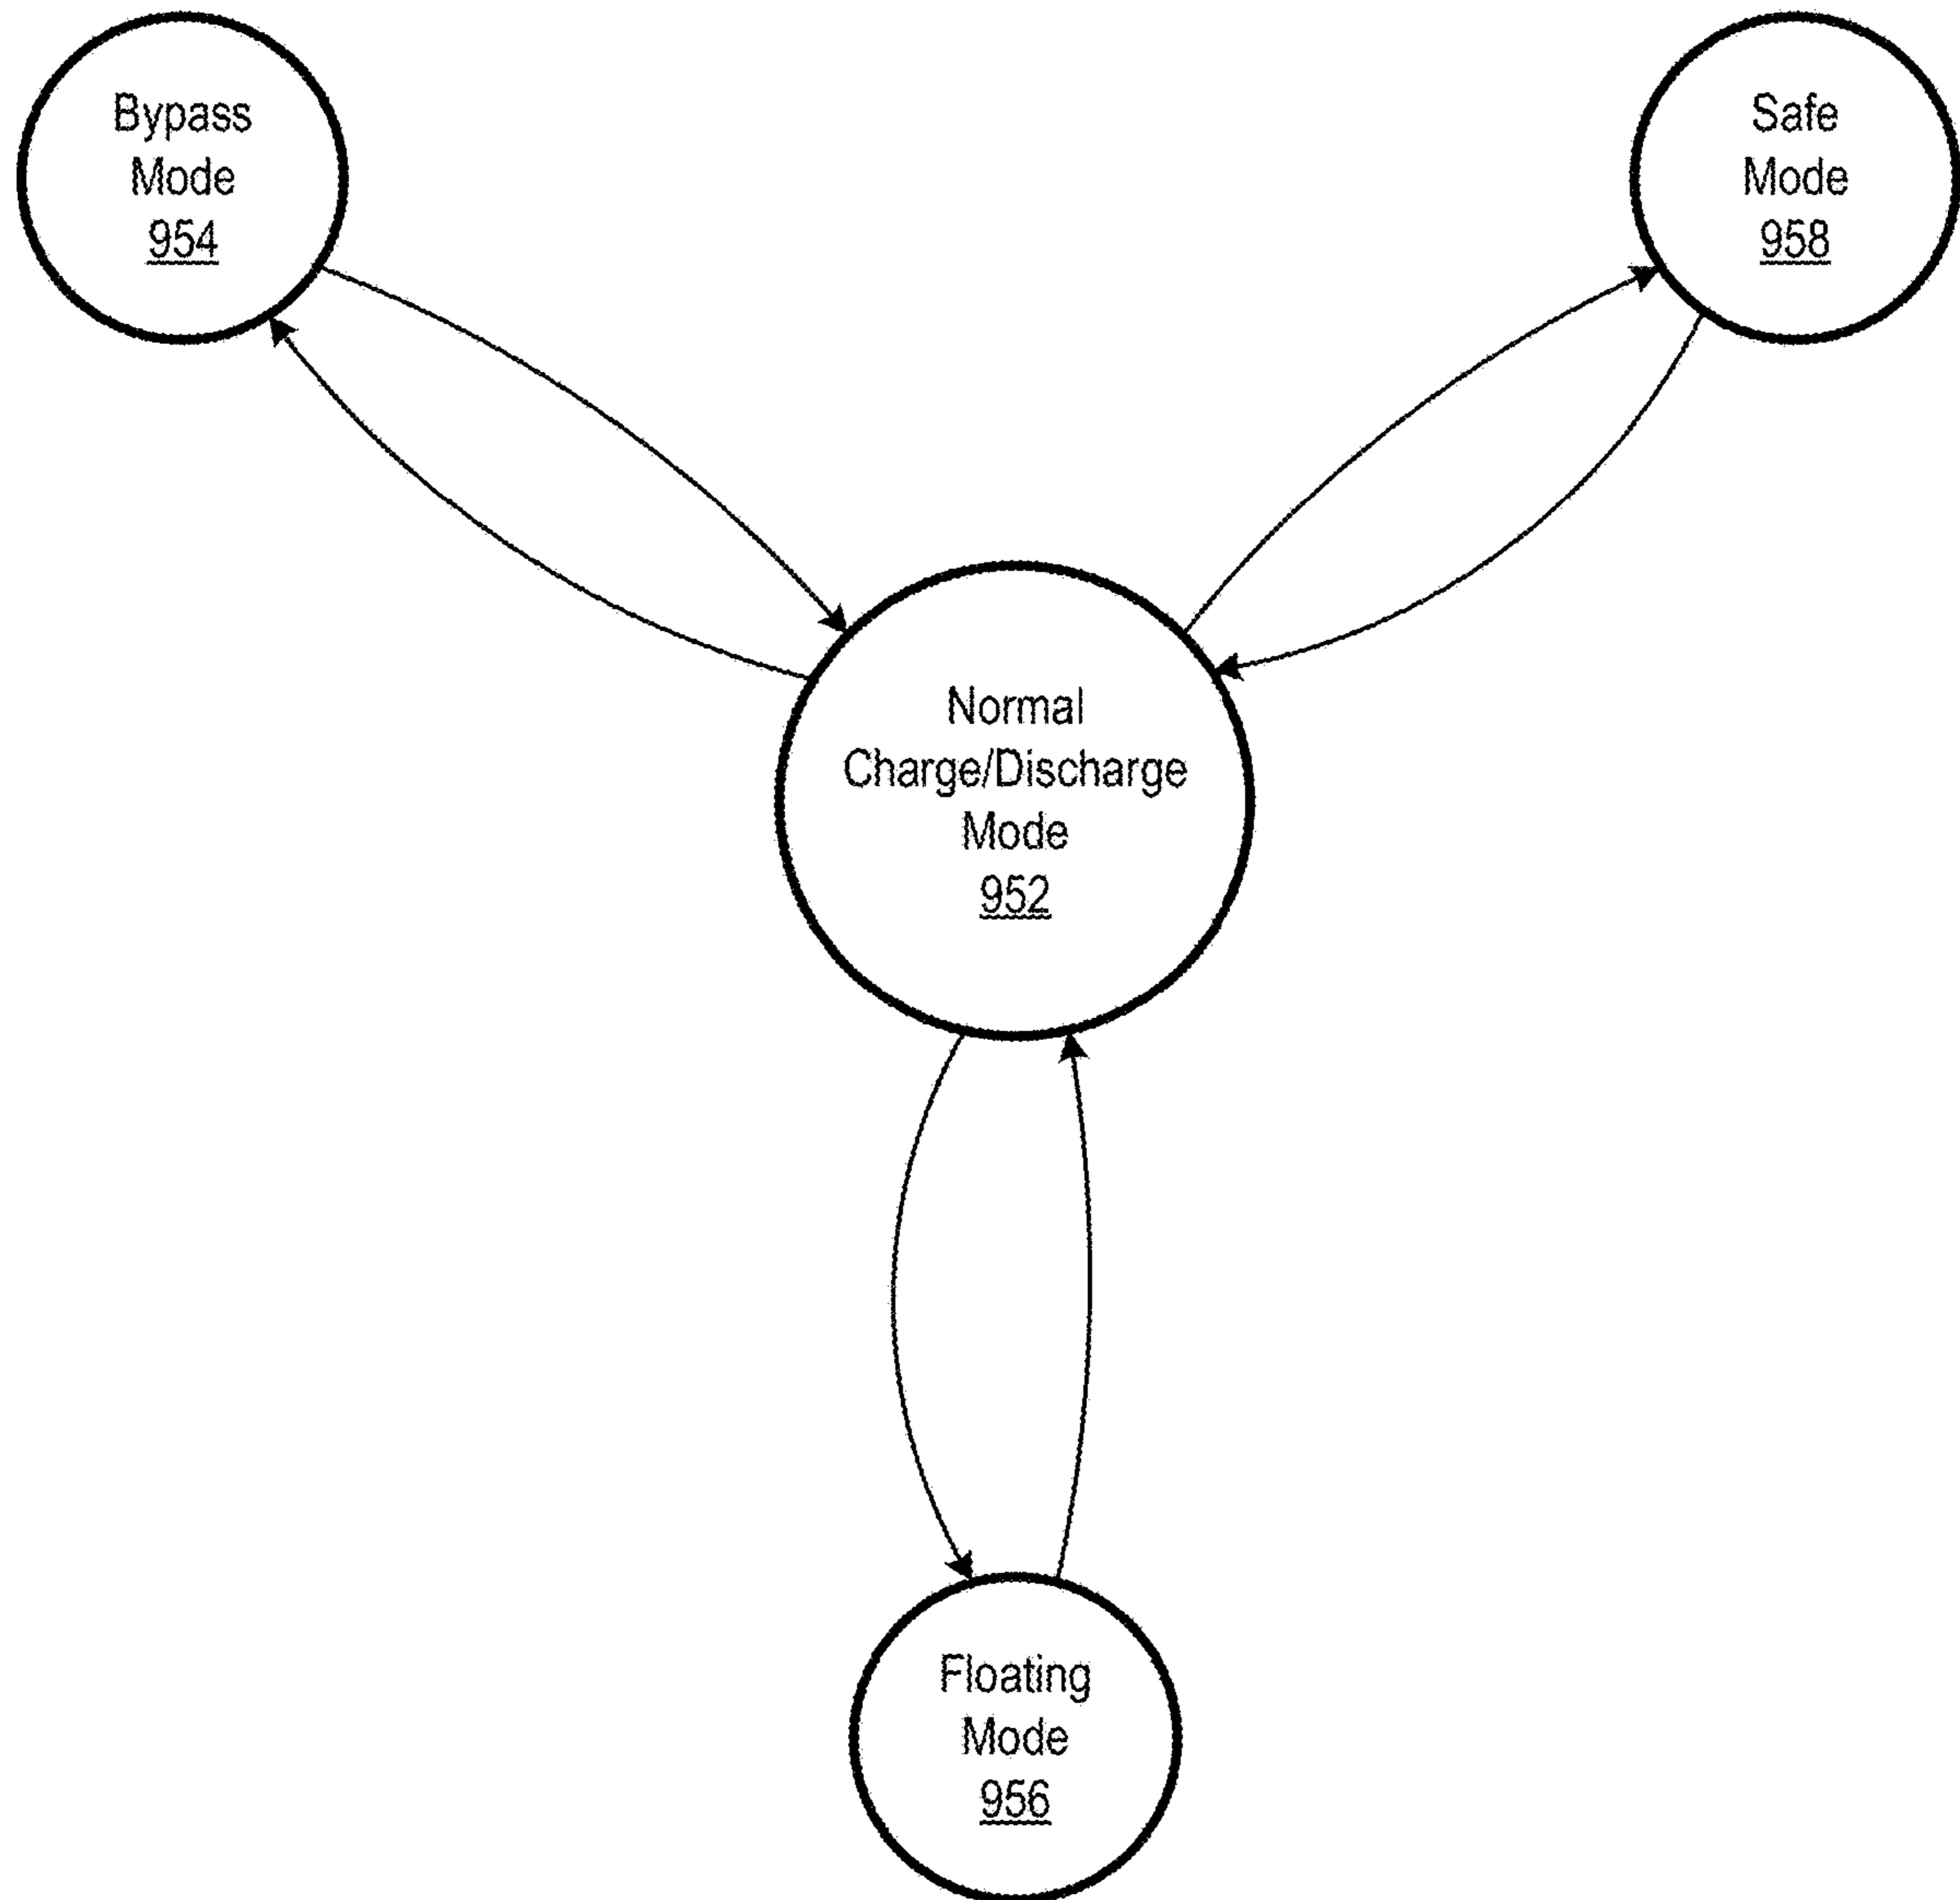 Bypass
Mode
954
Safe
Mode
958
Normal
Charge/Discharge
Mode
952
Floating
Mode
956